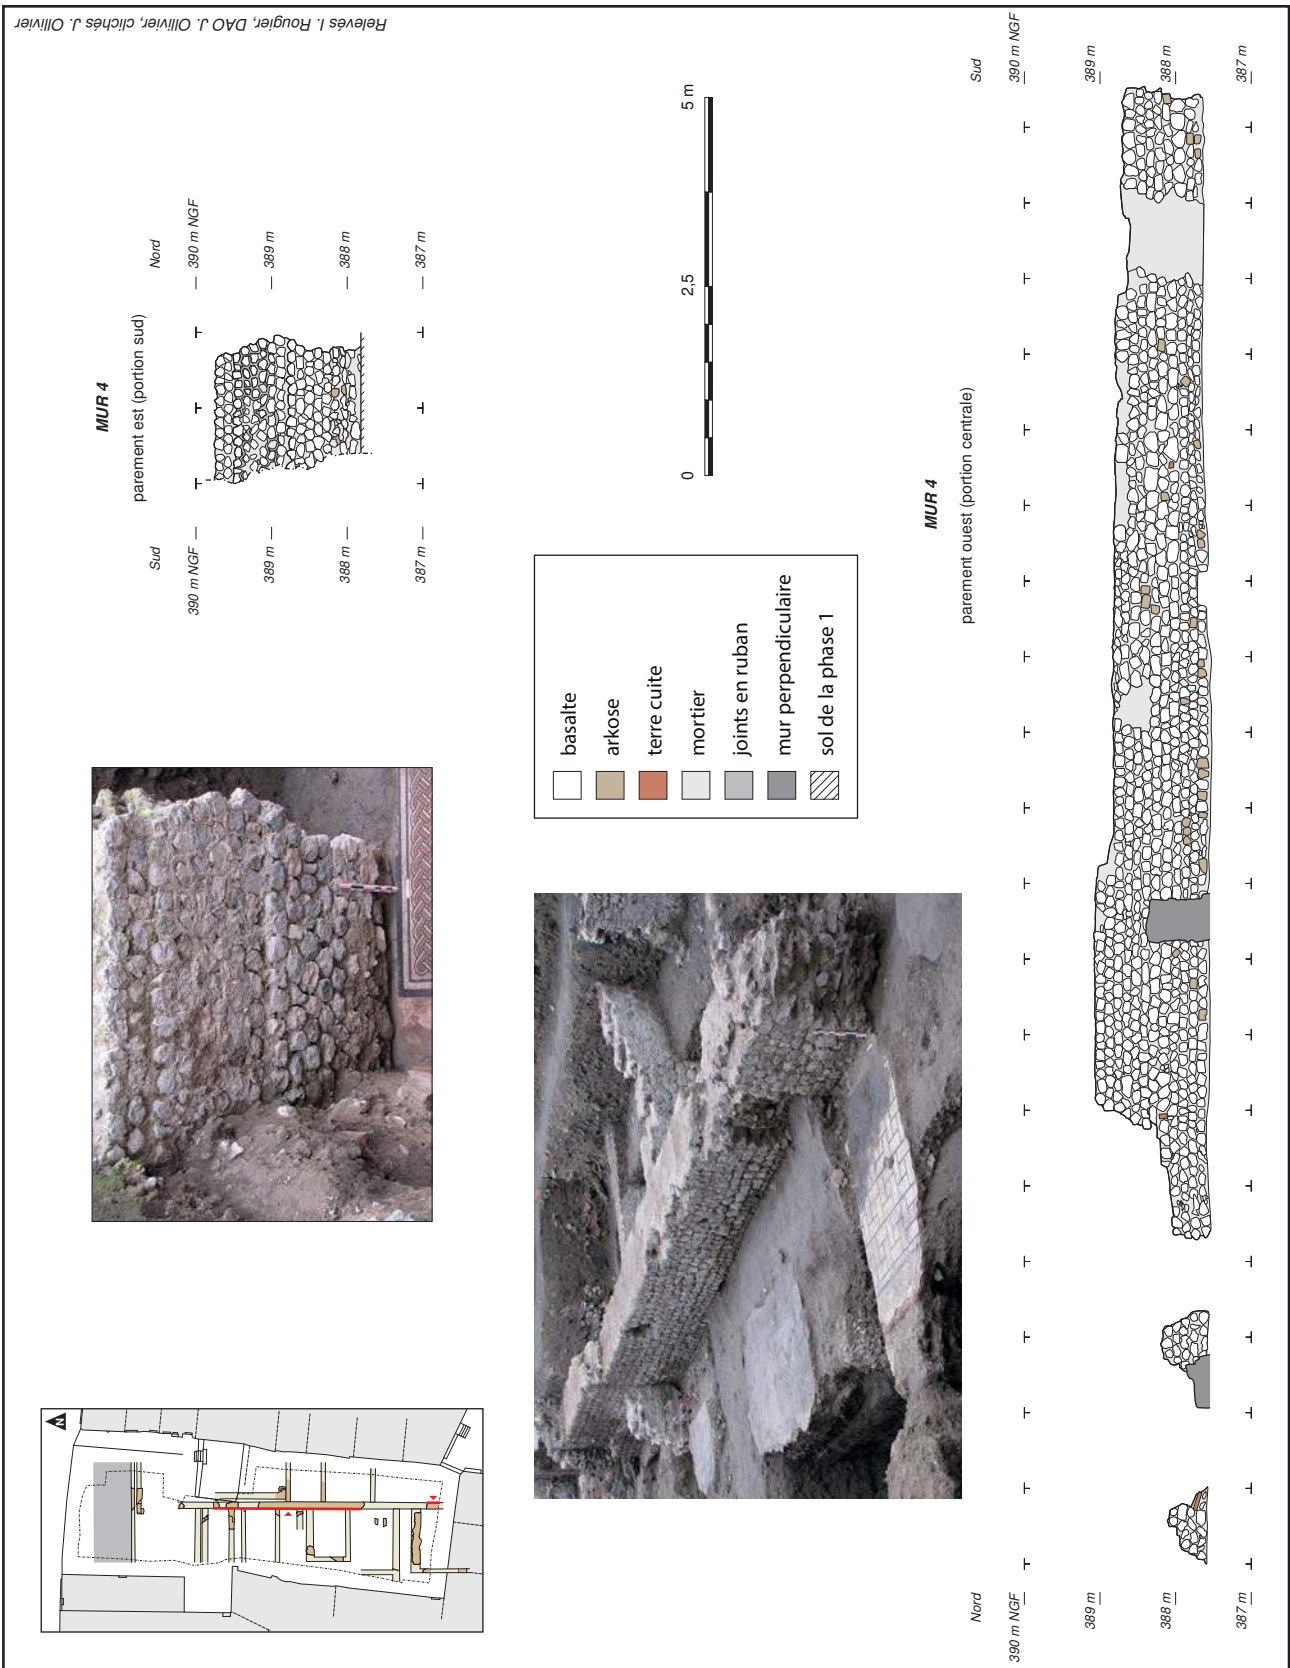 Relevés I. Rougier, DAO J. Ollivier, clichés J. Ollivier
MUR 4
parement est (portion sud)
Sud
Nord
390 m NGF
390 m NGF
389 m
389 m
388 m
388 m
387 m
387 m
N
0
2,5
5 m
basalte
arkose
terre cuite
mortier
joints en ruban
mur perpendiculaire
sol de la phase 1
MUR 4
parement ouest (portion centrale)
Nord
Sud
390 m NGF
390 m NGF
389 m
389 m
388 m
388 m
387 m
387 m